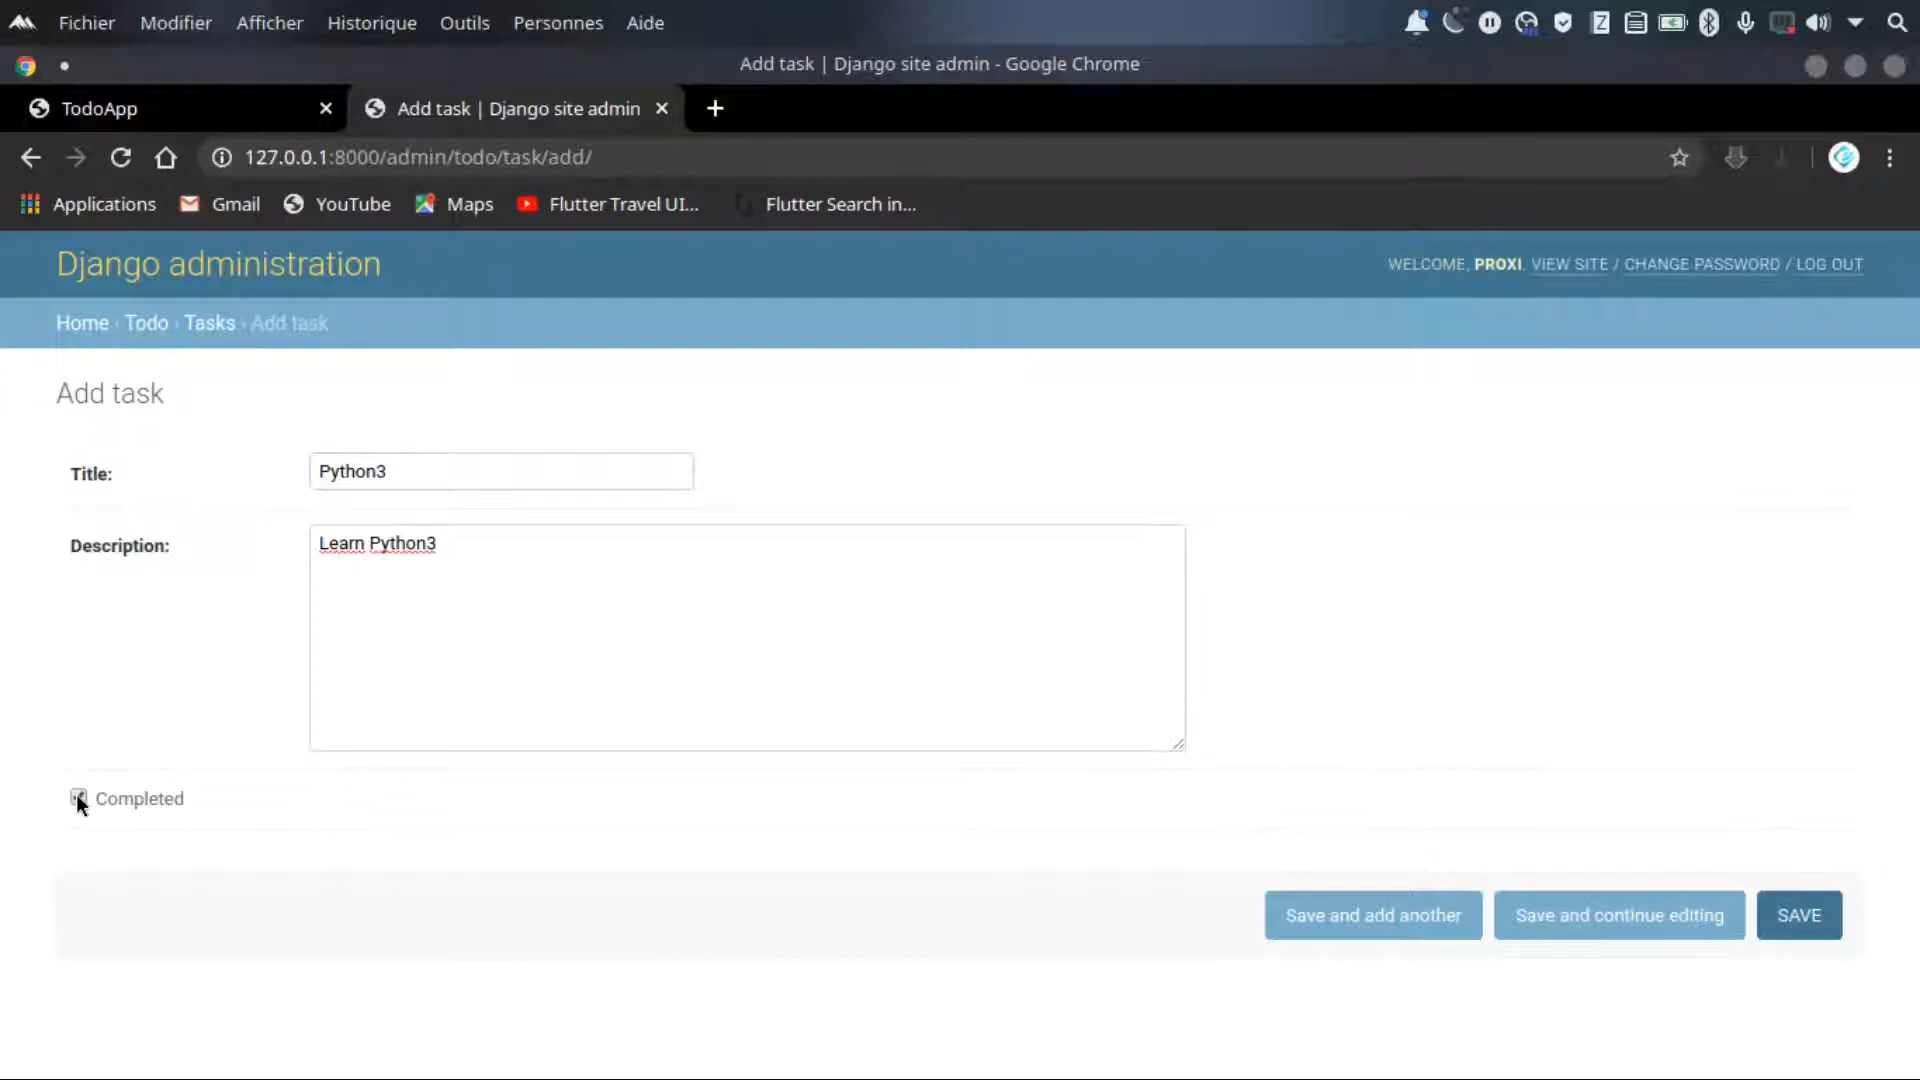 Fichier Modifier Afficher Historique Outils Personnes Aide
Add task | Django site admin - Google Chrome
TodoApp Add task | Django site admin
127.0.0.1:8000/admin/todo/task/add/
Applications Gmail YouTube Maps Flutter Travel UI... Flutter Search in...
Django administration WELCOME, PROXI. VIEW SITE / CHANGE PASSWORD / LOG OUT
Home › Todo › Tasks › Add task
Add task
Title: Python3
Description: Learn Python3
Completed
Save and add another Save and continue editing SAVE